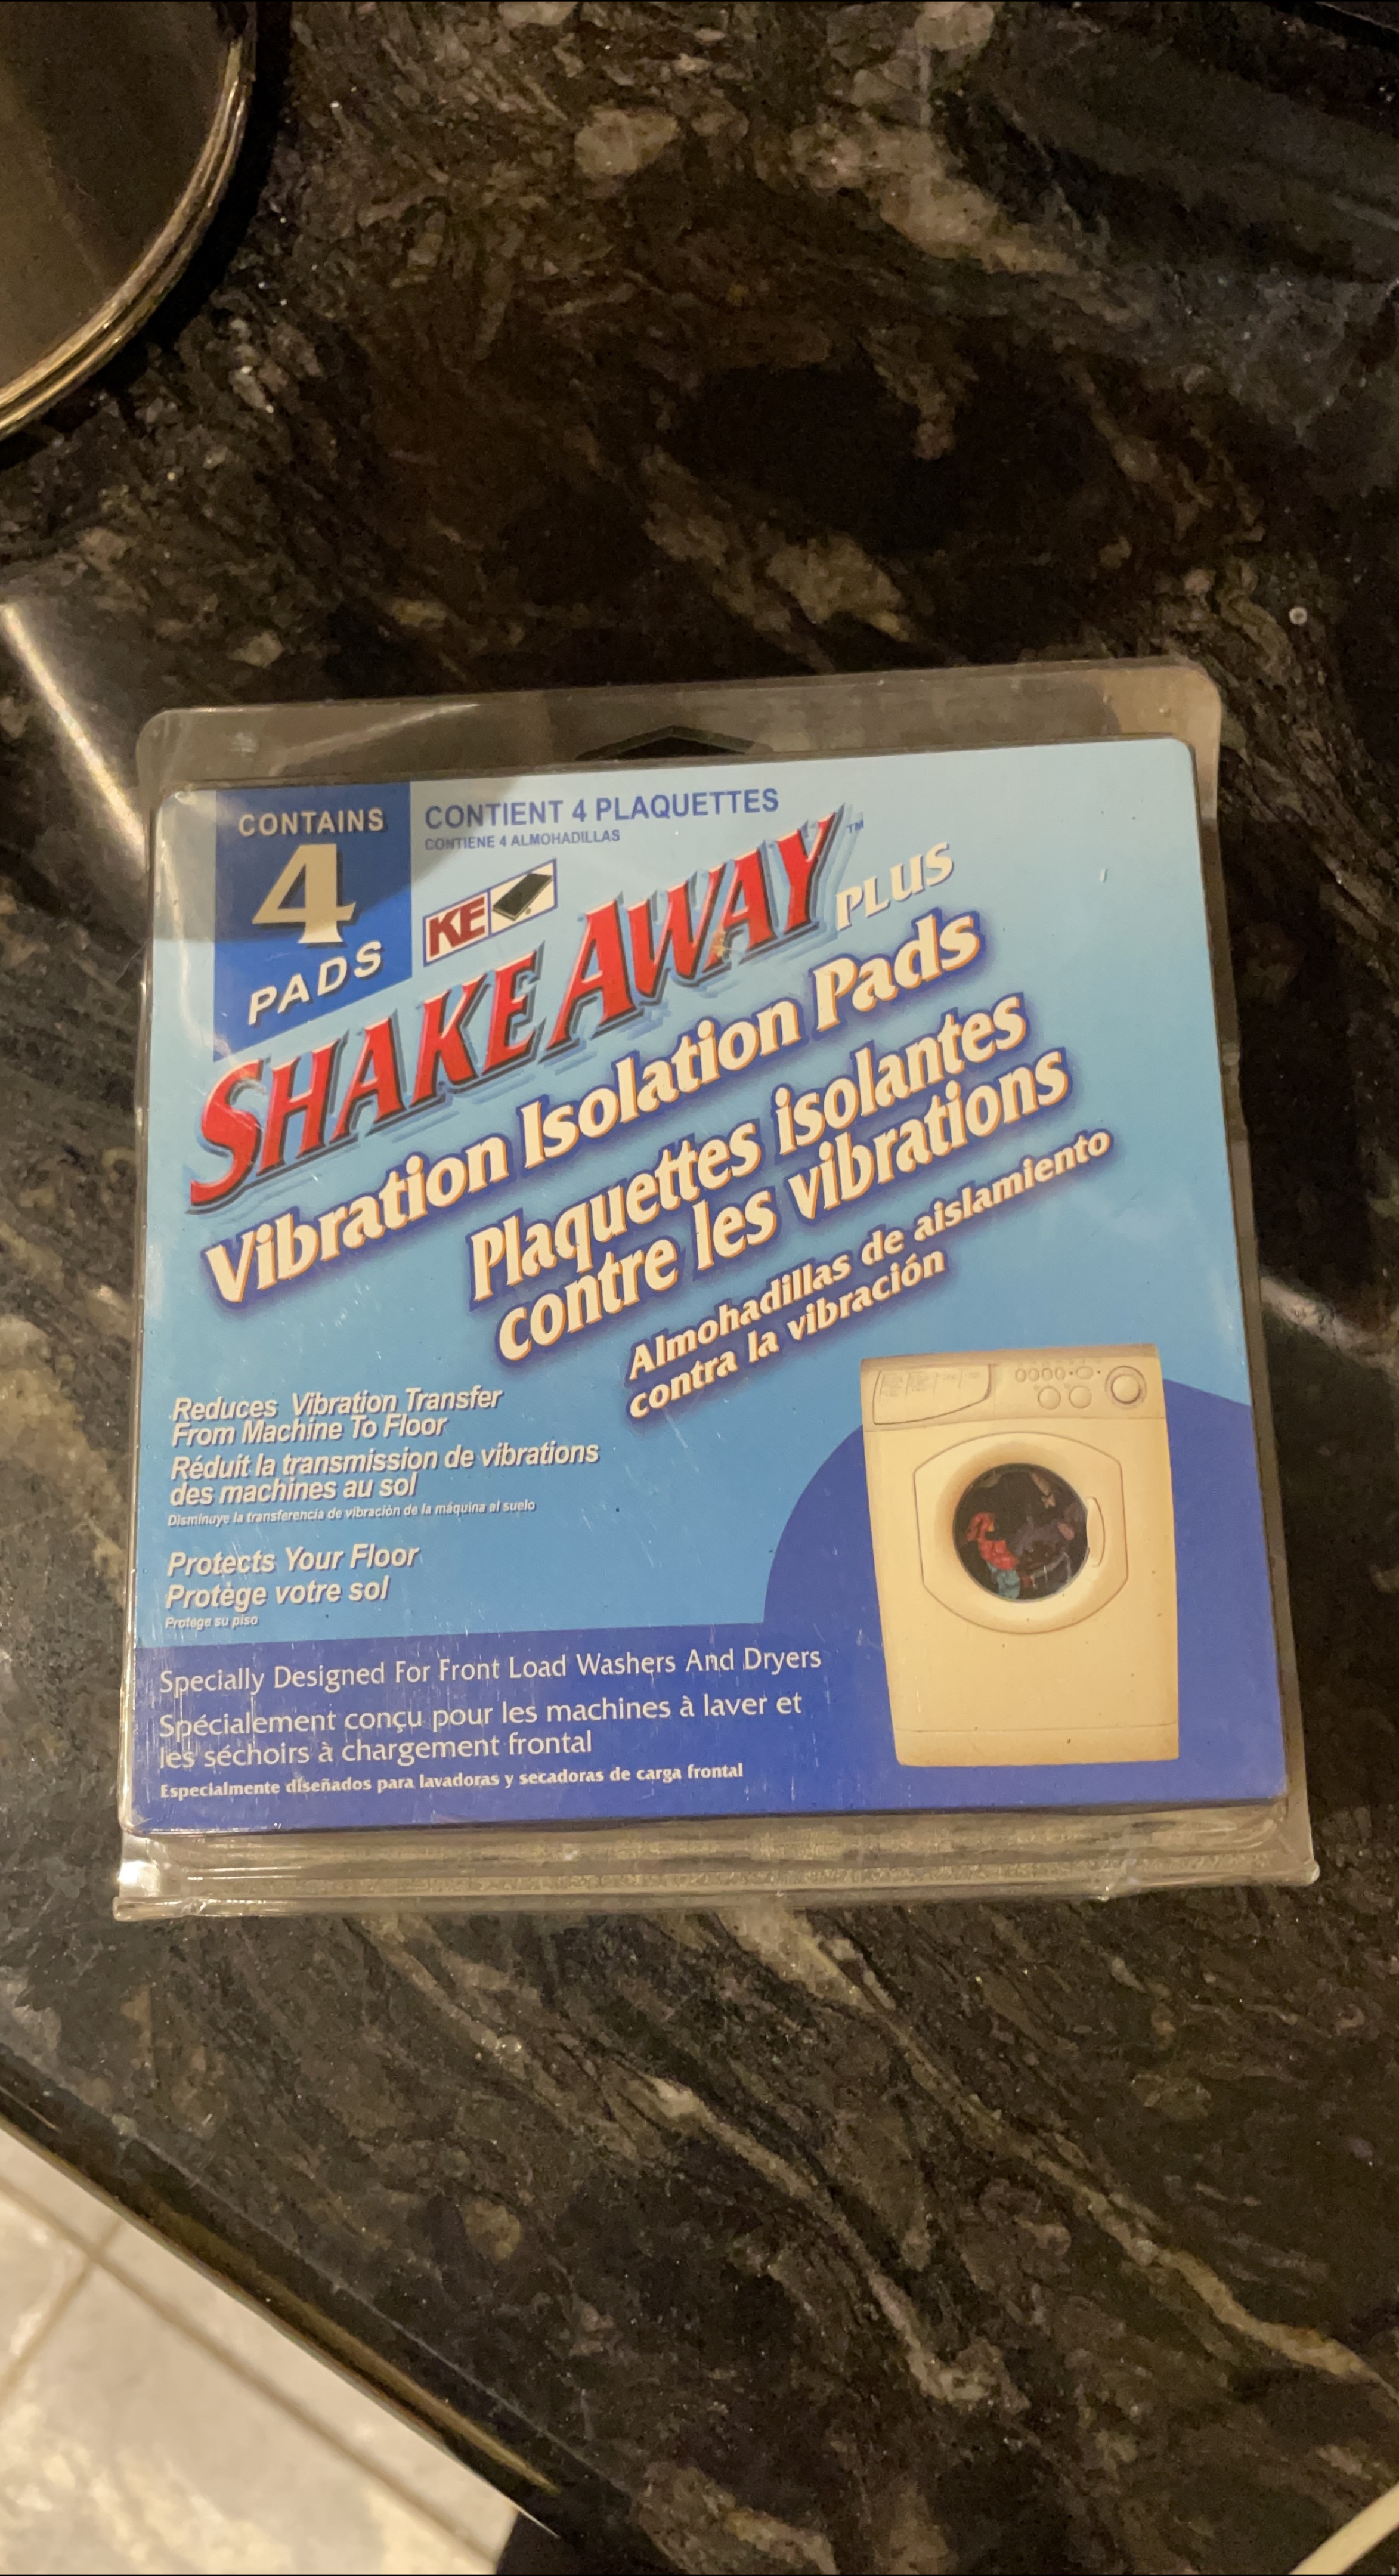 CONTAINS
4
PADS
CONTIENT 4 PLAQUETTES
CONTIENE 4 ALMOHADILLAS
KE
SHAKE AWAY™ PLUS
Vibration Isolation Pads
Plaquettes isolantes
contre les vibrations
Almohadillas de aislamiento
contra la vibración
Reduces Vibration Transfer
From Machine To Floor
Réduit la transmission de vibrations
des machines au sol
Disminuye la transferencia de vibración de la máquina al suelo
Protects Your Floor
Protège votre sol
Protege su piso
Specially Designed For Front Load Washers And Dryers
Spécialement conçu pour les machines à laver et
les séchoirs à chargement frontal
Especialmente diseñados para lavadoras y secadoras de carga frontal